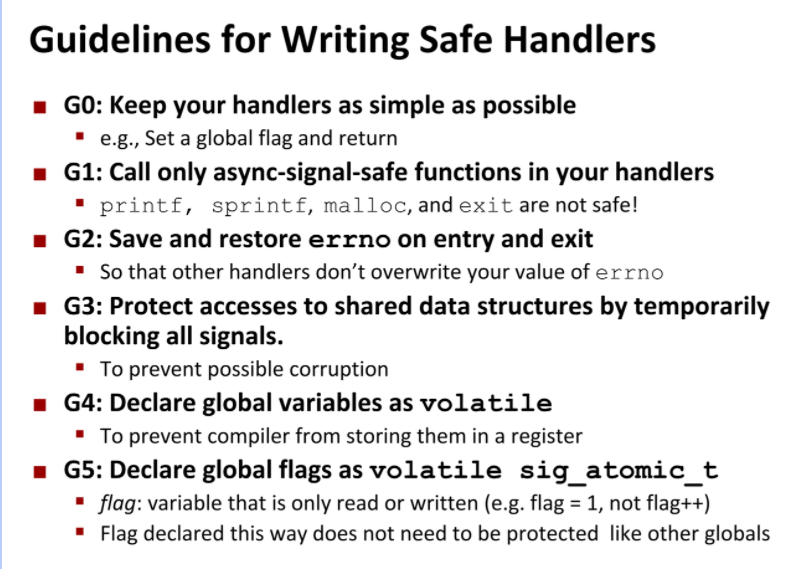 Guidelines for Writing Safe Handlers
G0: Keep your handlers as simple as possible
e.g., Set a global flag and return
G1: Call only async-signal-safe functions in your handlers
printf, sprintf, malloc, and exit are not safe!
G2: Save and restore errno on entry and exit
So that other handlers don’t overwrite your value of errno
G3: Protect accesses to shared data structures by temporarily
blocking all signals.
To prevent possible corruption
G4: Declare global variables as volatile
To prevent compiler from storing them in a register
G5: Declare global flags as volatile sig_atomic_t
flag: variable that is only read or written (e.g. flag = 1, not flag++)
Flag declared this way does not need to be protected like other globals